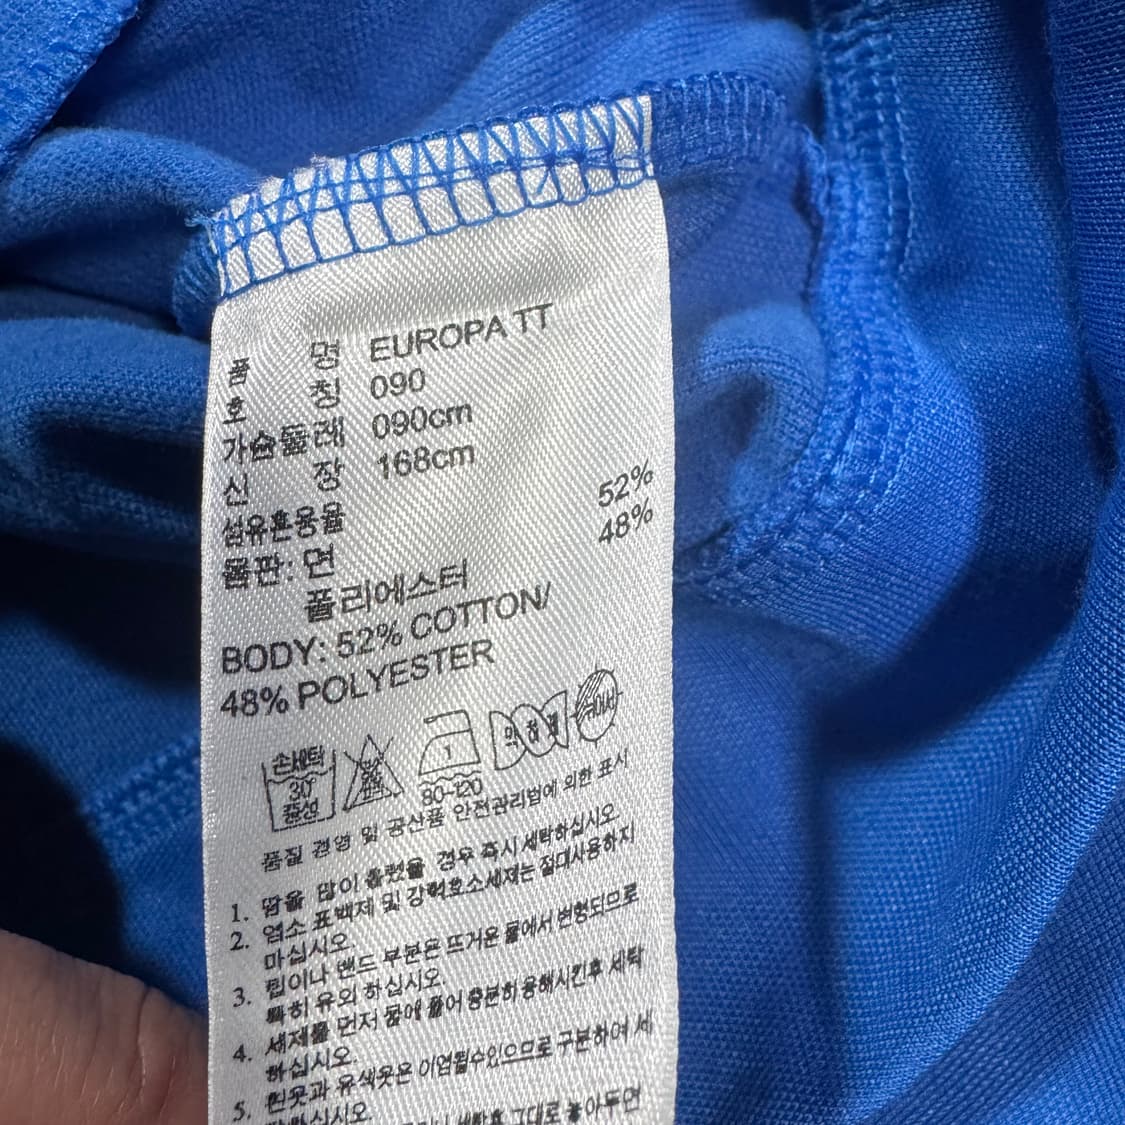 품 명 EUROPA TT
호 칭 090
가슴둘레 090cm
신 장 168cm
섬유혼용율
몸판: 면 52%
폴리에스터 48%
BODY: 52% COTTON/
48% POLYESTER
손세탁
30
중성
80~120
품질 경영 및 공산품 안전관리법에 의한 표시
1. 땀을 많이 흘렸을 경우 즉시 세탁하십시오.
2. 염소 표백제 및 강력효소세제는 절대사용하지
마십시오.
3. 립이나 밴드 부분은 뜨거운 물에서 변형되므로
특히 유의 하십시오.
4. 세제를 먼저 물에 풀어 충분히 용해시킨후 세탁
하십시오.
5. 흰옷과 유색옷은 이염될수있으므로 구분하여 세
그대로 놓아두면